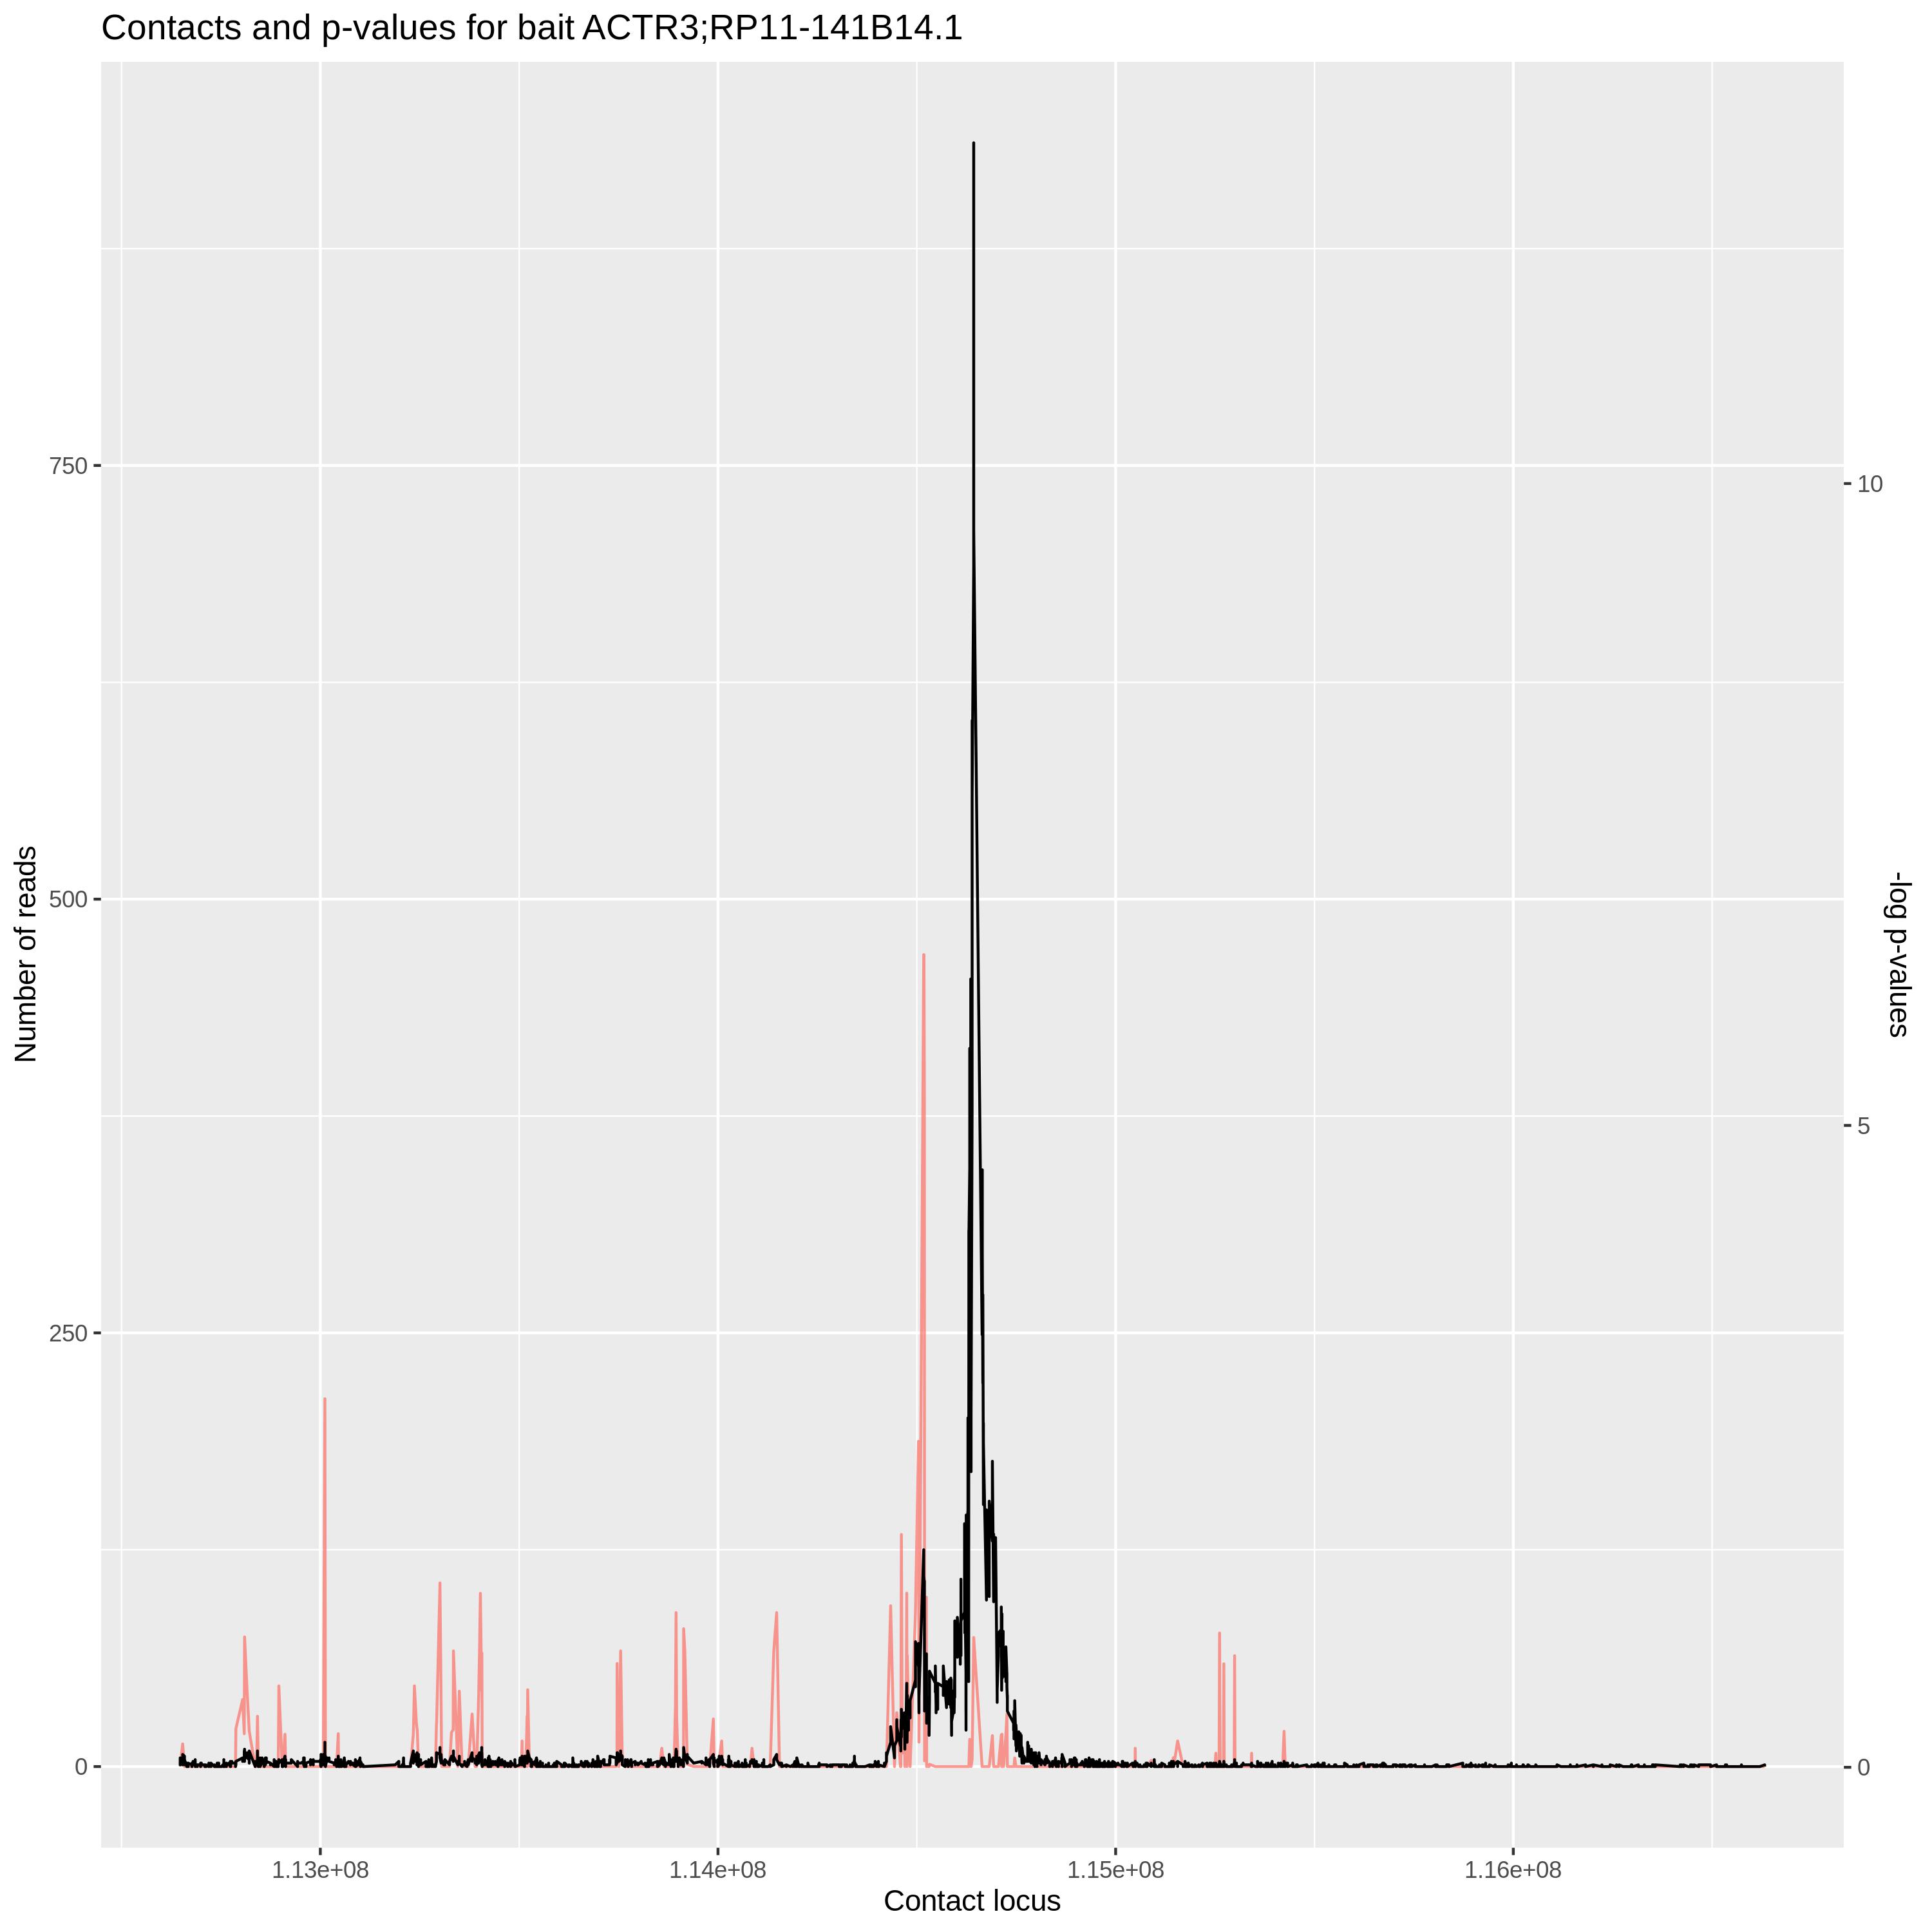 Contacts and p-values for bait ACTR3;RP11-141B14.1
750
500
250
0
Number of reads
10
5
0
-log p-values
1.13e+08
1.14e+08
1.15e+08
1.16e+08
Contact locus